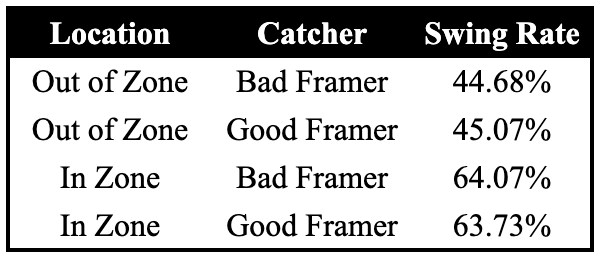 Location Catcher Swing Rate
Out of Zone Bad Framer 44.68%
Out of Zone Good Framer 45.07%
In Zone Bad Framer 64.07%
In Zone Good Framer 63.73%